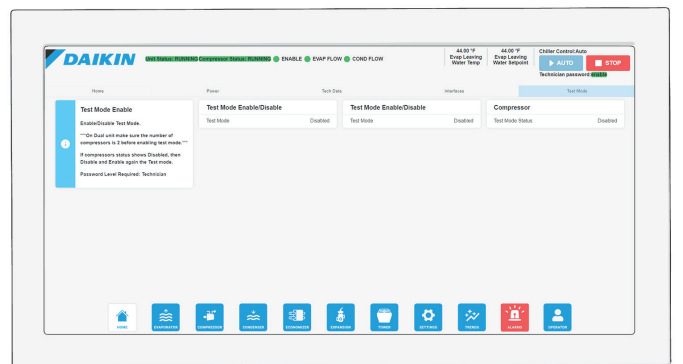 DAIKIN
Unit Status: RUNNING Compressor Status: RUNNING ENABLE EVAP FLOW COND FLOW
44.00 °F
Evap Leaving
Water Temp
44.00 °F
Evap Leaving
Water Setpoint
Chiller Control:Auto
AUTO
STOP
Technician password:enable
Home Power Tech Data Interfaces Test Mode
Test Mode Enable
Enable/Disable Test Mode.
***On Dual unit make sure the number of
compressors is 2 before enabling test mode.***
If compressors status shows Disabled, then
Disable and Enable again the Test mode.
Password Level Required: Technician
Test Mode Enable/Disable
Test Mode Disabled
Test Mode Enable/Disable
Test Mode Disabled
Compressor
Test Mode Status Disabled
HOME EVAPORATOR COMPRESSOR CONDENSER ECONOMIZER EXPANSION TOWER SETTINGS TRENDS ALARMS OPERATOR